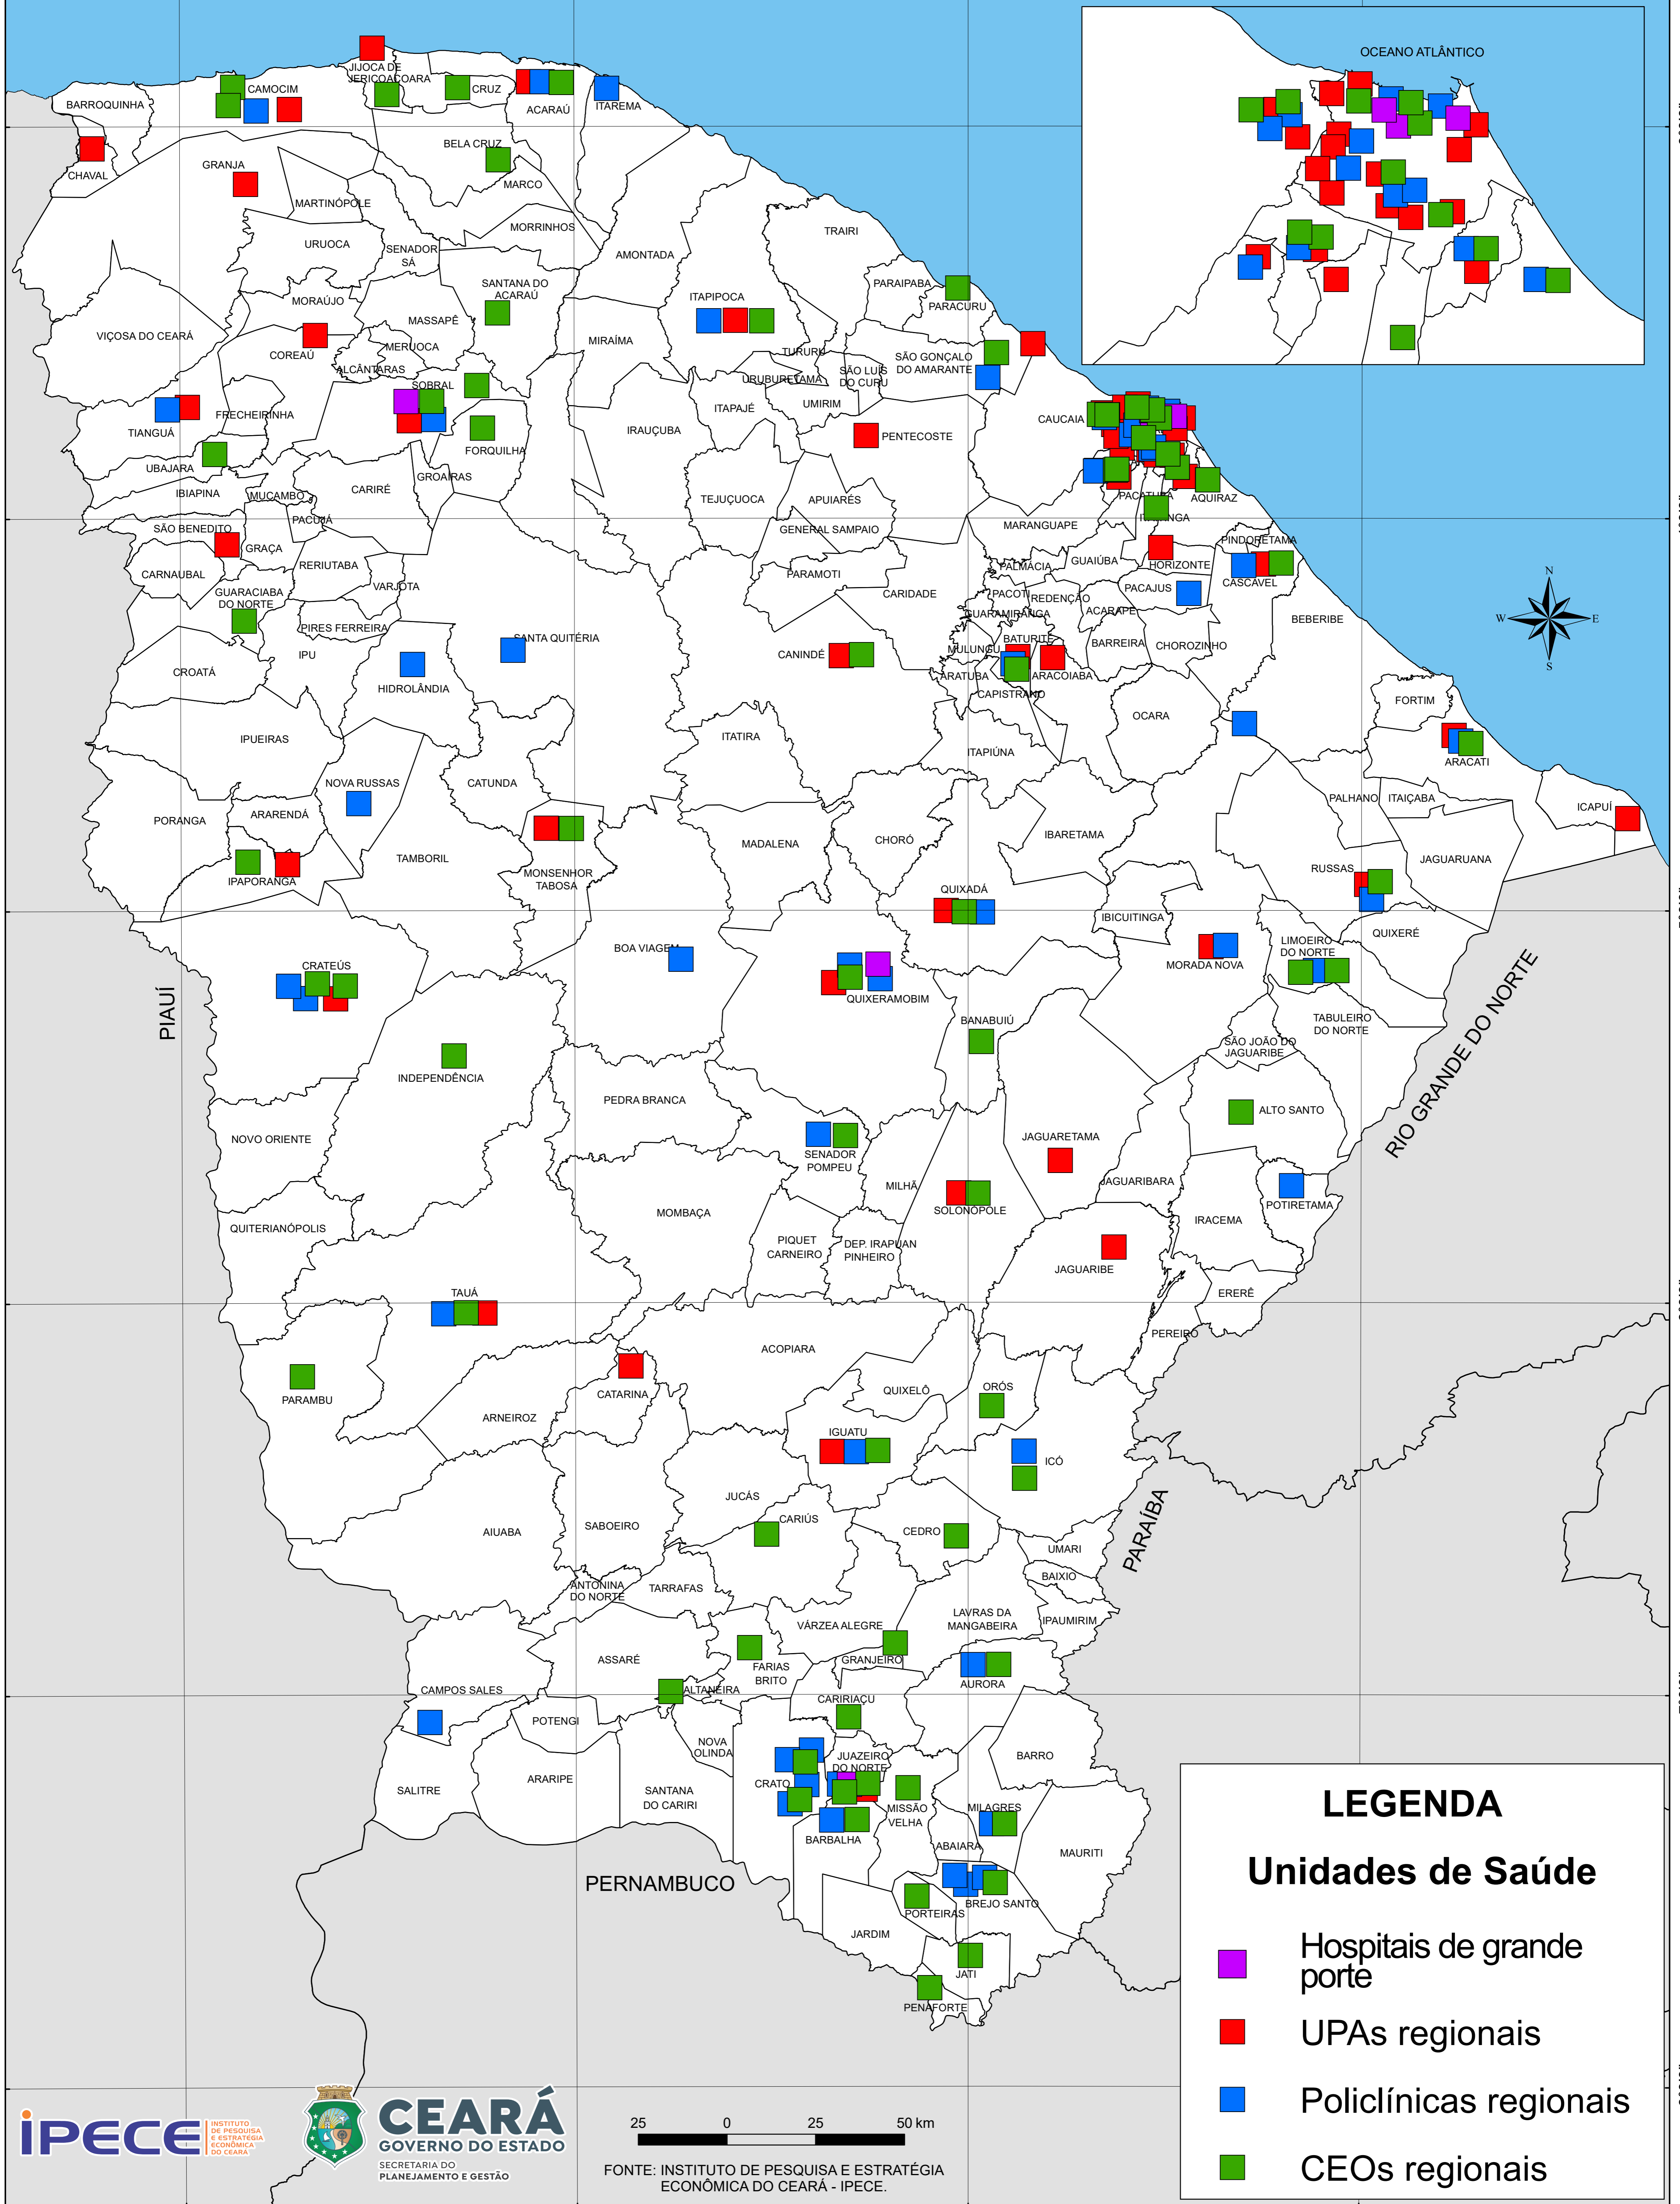 OCEANO ATLÂNTICO
JIJOCA DE
JERICOACOARA
CAMOCIM
CRUZ
BARROQUINHA
ACARAÚ
ITAREMA
BELA CRUZ
GRANJA
CHAVAL
MARCO
MARTINÓPOLE
MORRINHOS
TRAIRI
URUOCA
SENADOR
SÁ
AMONTADA
SANTANA DO
ACARAÚ
PARAIPABA
ITAPIPOCA
MORAÚJO
PARACURU
MASSAPÊ
VIÇOSA DO CEARÁ
MIRAÍMA
MERUOCA
TURURU
COREAÚ
SÃO GONÇALO
DO AMARANTE
ALCÂNTARAS
SÃO LUÍS
DO CURU
URUBURETAMA
SOBRAL
UMIRIM
ITAPAJÉ
FRECHEIRINHA
CAUCAIA
IRAUÇUBA
TIANGUÁ
PENTECOSTE
FORQUILHA
UBAJARA
GROAÍRAS
CARIRÉ
IBIAPINA
MUCAMBO
PACATUBA
AQUIRAZ
TEJUÇUOCA
APUIARÉS
PACUJÁ
ITAITINGA
MARANGUAPE
SÃO BENEDITO
GENERAL SAMPAIO
PINDORETAMA
GRAÇA
GUAIÚBA
HORIZONTE
RERIUTABA
PALMÁCIA
CARNAUBAL
PARAMOTI
CASCAVEL
VARJOTA
PACAJUS
GUARACIABA
DO NORTE
CARIDADE
PACOTI
REDENÇÃO
ACARAPE
GUARAMIRANGA
BEBERIBE
PIRES FERREIRA
SANTA QUITÉRIA
BATURITÉ
BARREIRA
CHOROZINHO
MULUNGU
IPU
CANINDÉ
CROATÁ
ARATUBA
ARACOIABA
HIDROLÂNDIA
CAPISTRANO
FORTIM
OCARA
IPUEIRAS
ITATIRA
ITAPIÚNA
ARACATI
NOVA RUSSAS
CATUNDA
PALHANO
ITAIÇABA
ICAPUÍ
PORANGA
ARARENDÁ
IBARETAMA
MADALENA
CHORÓ
TAMBORIL
JAGUARUANA
RUSSAS
MONSENHOR
TABOSA
IPAPORANGA
QUIXADÁ
IBICUITINGA
QUIXERÉ
BOA VIAGEM
LIMOEIRO
DO NORTE
MORADA NOVA
CRATEÚS
QUIXERAMOBIM
PIAUÍ
RIO GRANDE DO NORTE
BANABUIÚ
TABULEIRO
DO NORTE
SÃO JOÃO DO
JAGUARIBE
INDEPENDÊNCIA
PEDRA BRANCA
ALTO SANTO
NOVO ORIENTE
JAGUARETAMA
SENADOR
POMPEU
JAGUARIBARA
MILHÃ
POTIRETAMA
SOLONÓPOLE
MOMBAÇA
IRACEMA
QUITERIANÓPOLIS
PIQUET
CARNEIRO
DEP. IRAPUAN
PINHEIRO
JAGUARIBE
ERERÊ
TAUÁ
PEREIRO
ACOPIARA
CATARINA
QUIXELÔ
ORÓS
PARAMBU
ARNEIROZ
IGUATU
ICÓ
JUCÁS
CARIÚS
SABOEIRO
AIUABA
CEDRO
PARAÍBA
UMARI
BAIXIO
ANTONINA
DO NORTE
TARRAFAS
LAVRAS DA
MANGABEIRA
IPAUMIRIM
VÁRZEA ALEGRE
ASSARÉ
GRANJEIRO
FARIAS
BRITO
AURORA
CAMPOS SALES
ALTANEIRA
CARIRIAÇU
POTENGI
NOVA
OLINDA
JUAZEIRO
DO NORTE
BARRO
ARARIPE
CRATO
SALITRE
SANTANA
DO CARIRI
MISSÃO
VELHA
MILAGRES
BARBALHA
ABAIARA
MAURITI
PERNAMBUCO
BREJO SANTO
PORTEIRAS
JARDIM
JATI
PENAFORTE
LEGENDA
Unidades de Saúde
Hospitais de grande
porte
UPAs regionais
Policlínicas regionais
CEOs regionais
iPECE
INSTITUTO
DE PESQUISA
E ESTRATÉGIA
ECONÔMICA
DO CEARÁ
CEARÁ
GOVERNO DO ESTADO
SECRETARIA DO
PLANEJAMENTO E GESTÃO
25 0 25 50 km
FONTE: INSTITUTO DE PESQUISA E ESTRATÉGIA
ECONÔMICA DO CEARÁ - IPECE.
N
W
E
S